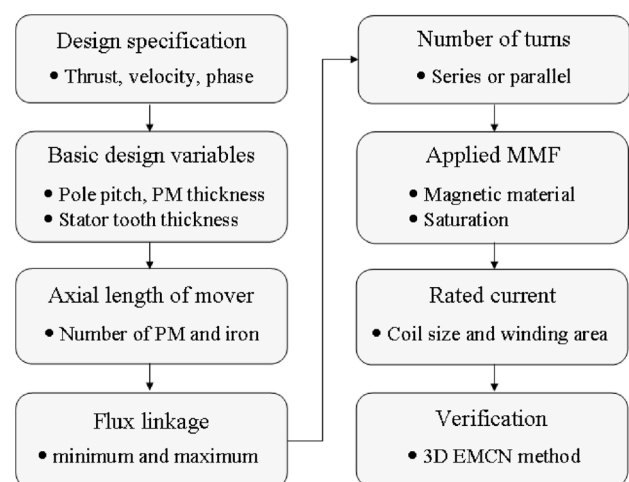 Design specification
• Thrust, velocity, phase
Basic design variables
• Pole pitch, PM thickness
• Stator tooth thickness
Axial length of mover
• Number of PM and iron
Flux linkage
• minimum and maximum
Number of turns
• Series or parallel
Applied MMF
• Magnetic material
• Saturation
Rated current
• Coil size and winding area
Verification
• 3D EMCN method